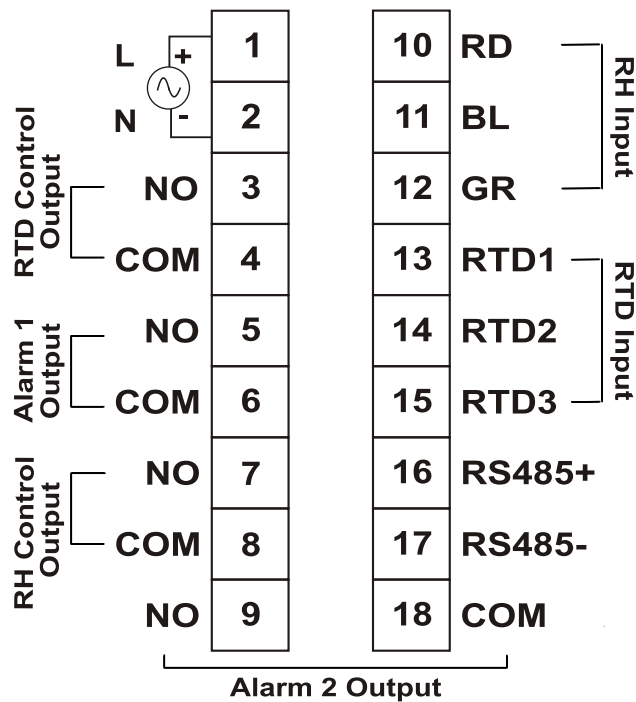 L + 1 10 RD
N - 2 11 BL
NO 3 12 GR
COM 4 13 RTD1
NO 5 14 RTD2
COM 6 15 RTD3
NO 7 16 RS485+
COM 8 17 RS485-
NO 9 18 COM
RTD Control
Output
Alarm 1
Output
RH Control
Output
RH Input
RTD Input
Alarm 2 Output